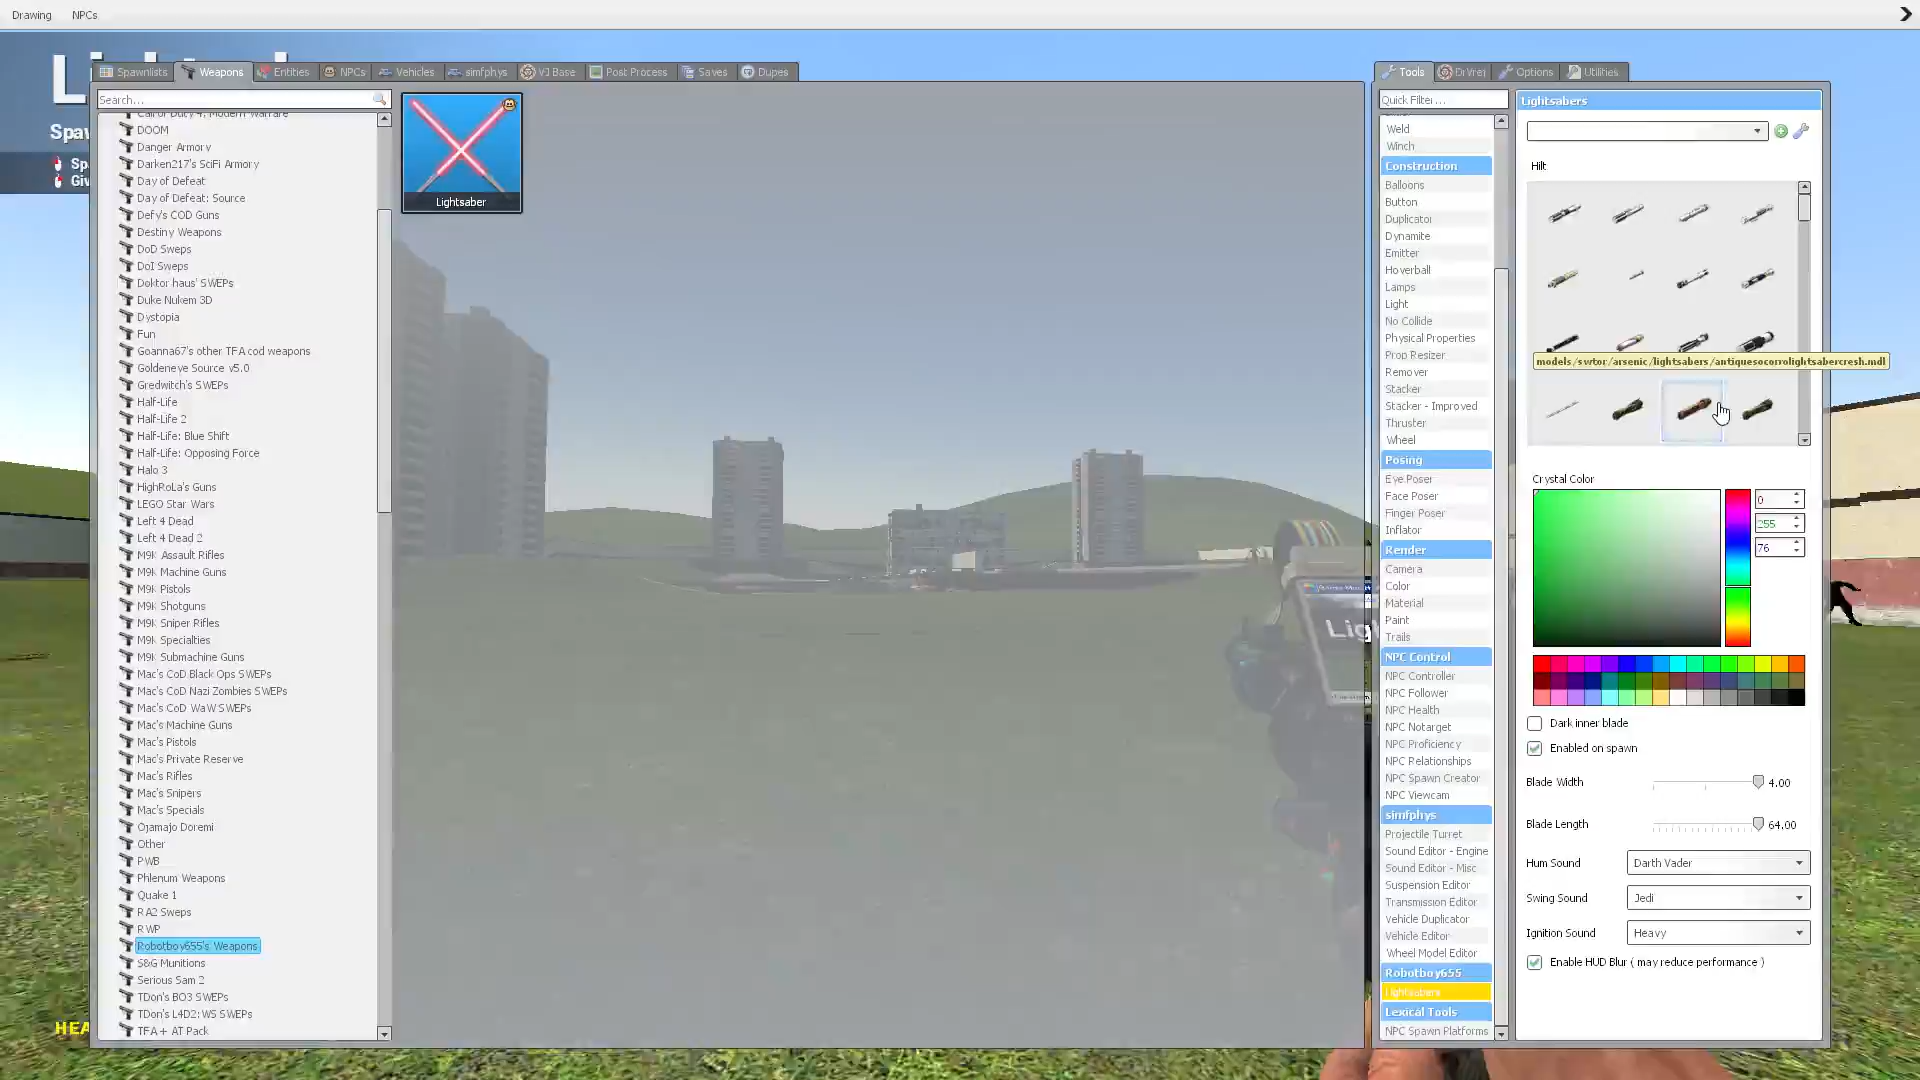 Drawing NPCs
Spawnlists Weapons Entities NPCs Vehicles simfphys VJ Base Post Process Saves Dupes
Search...
Call of Duty 4: Modern Warfare
DOOM
Danger Armory
Darken217's SciFi Armory
Day of Defeat
Day of Defeat: Source
Defy's COD Guns
Destiny Weapons
DoD Sweps
DoI Sweps
Doktor haus' SWEPs
Duke Nukem 3D
Dystopia
Fun
Goanna67's other TFA cod weapons
Goldeneye Source v5.0
Gredwitch's SWEPs
Half-Life
Half-Life 2
Half-Life: Blue Shift
Half-Life: Opposing Force
Halo 3
HighRoLa's Guns
LEGO Star Wars
Left 4 Dead
Left 4 Dead 2
M9K Assault Rifles
M9K Machine Guns
M9K Pistols
M9K Shotguns
M9K Sniper Rifles
M9K Specialties
M9K Submachine Guns
Mac's CoD Black Ops SWEPs
Mac's CoD Nazi Zombies SWEPs
Mac's CoD WaW SWEPs
Mac's Machine Guns
Mac's Pistols
Mac's Private Reserve
Mac's Rifles
Mac's Snipers
Mac's Specials
Ojamajo Doremi
Other
PWB
Phlenum Weapons
Quake 1
RA2 Sweps
RWP
Robotboy655's Weapons
S&G Munitions
Serious Sam 2
TDon's BO3 SWEPs
TDon's L4D2: WS SWEPs
TFA + AT Pack
Lightsaber
Tools DrVrej Options Utilities
Quick Filter ...
Weld
Winch
Construction
Balloons
Button
Duplicator
Dynamite
Emitter
Hoverball
Lamps
Light
No Collide
Physical Properties
Prop Resizer
Remover
Stacker
Stacker - Improved
Thruster
Wheel
Posing
Eye Poser
Face Poser
Finger Poser
Inflator
Render
Camera
Color
Material
Paint
Trails
NPC Control
NPC Controller
NPC Follower
NPC Health
NPC Notarget
NPC Proficiency
NPC Relationships
NPC Spawn Creator
NPC Viewcam
simfphys
Projectile Turret
Sound Editor - Engine
Sound Editor - Misc
Suspension Editor
Transmission Editor
Vehicle Duplicator
Vehicle Editor
Wheel Model Editor
Robotboy655
Lightsabers
Lexical Tools
NPC Spawn Platforms
Lightsabers
Hilt
models/swtor/arsenic/lightsabers/antiquesocorrolightsabercresh.mdl
Crystal Color
0
255
76
Dark inner blade
Enabled on spawn
Blade Width 4.00
Blade Length 64.00
Hum Sound Darth Vader
Swing Sound Jedi
Ignition Sound Heavy
Enable HUD Blur ( may reduce performance )